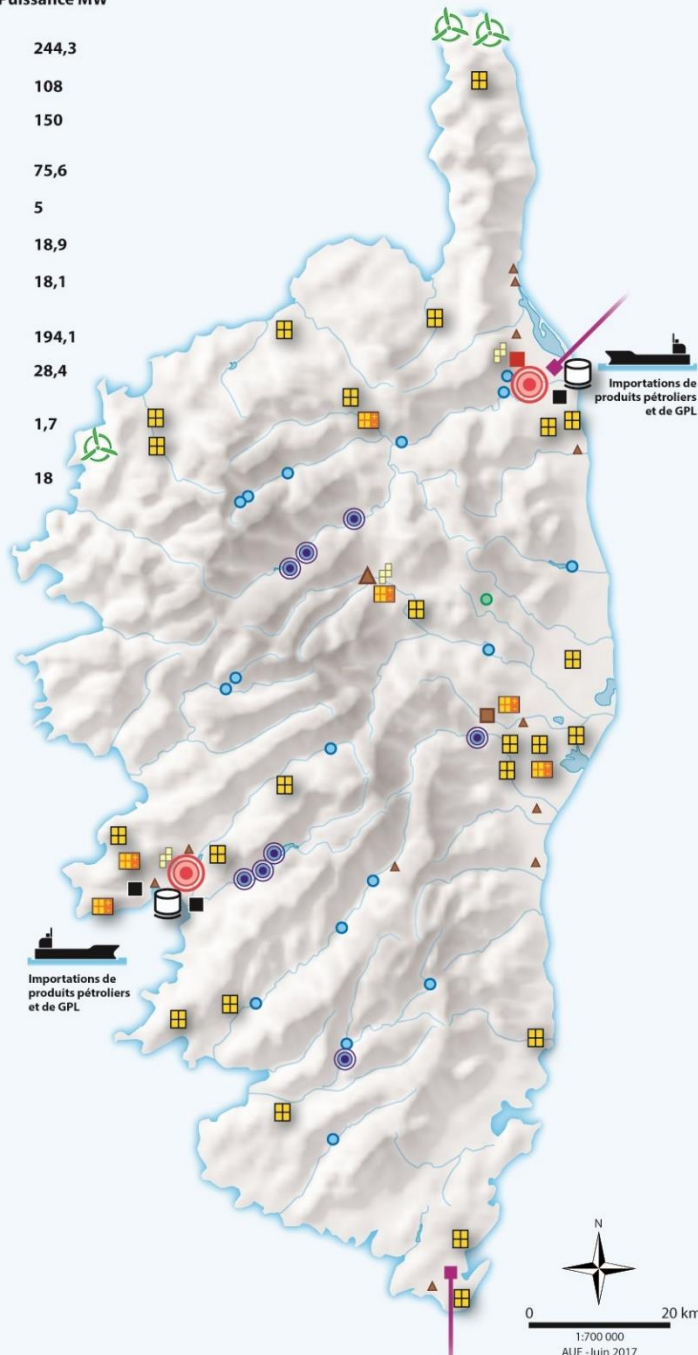 Puissance MW
244,3
108
150
75,6
5
18,9
18,1
194,1
28,4
1,7
18
Importations de
produits pétroliers
et de GPL
Importations de
produits pétroliers
et de GPL
N
0 20 km
1:700 000
AUE - Juin 2017